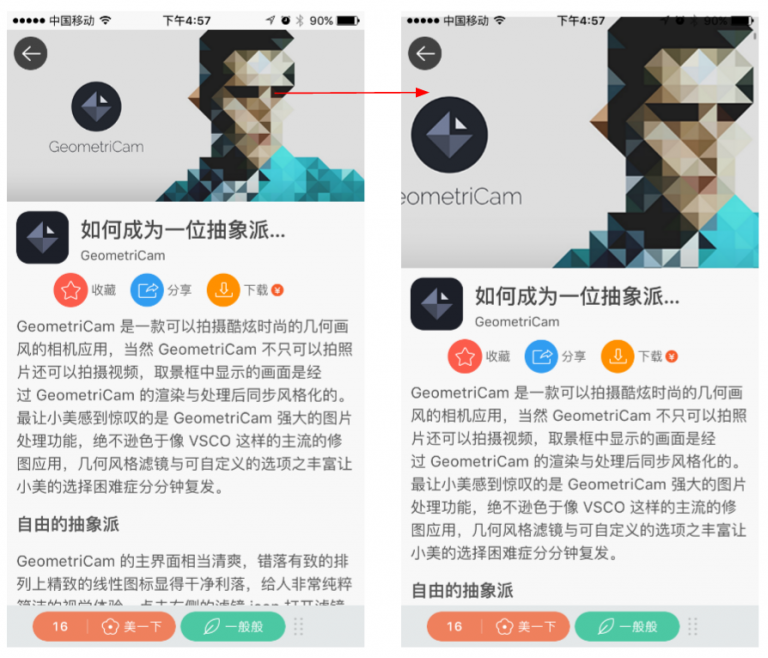 中国移动 下午4:57 90%
GeometriCam
如何成为一位抽象派...
GeometriCam
收藏 分享 下载 ¥
GeometriCam 是一款可以拍摄酷炫时尚的几何画
风的相机应用，当然 GeometriCam 不只可以拍照
片还可以拍摄视频，取景框中显示的画面是经
过 GeometriCam 的渲染与处理后同步风格化的。
最让小美感到惊叹的是 GeometriCam 强大的图片
处理功能，绝不逊色于像 VSCO 这样的主流的修
图应用，几何风格滤镜与可自定义的选项之丰富让
小美的选择困难症分分钟复发。
自由的抽象派
GeometriCam 的主界面相当清爽，错落有致的排
列上精致的线性图标显得干净利落，给人非常纯粹
16 美一下 一般般
中国移动 下午4:57 90%
eometriCam
如何成为一位抽象派...
GeometriCam
收藏 分享 下载 ¥
GeometriCam 是一款可以拍摄酷炫时尚的几何画
风的相机应用，当然 GeometriCam 不只可以拍照
片还可以拍摄视频，取景框中显示的画面是经
过 GeometriCam 的渲染与处理后同步风格化的。
最让小美感到惊叹的是 GeometriCam 强大的图片
处理功能，绝不逊色于像 VSCO 这样的主流的修
图应用，几何风格滤镜与可自定义的选项之丰富让
小美的选择困难症分分钟复发。
自由的抽象派
16 美一下 一般般